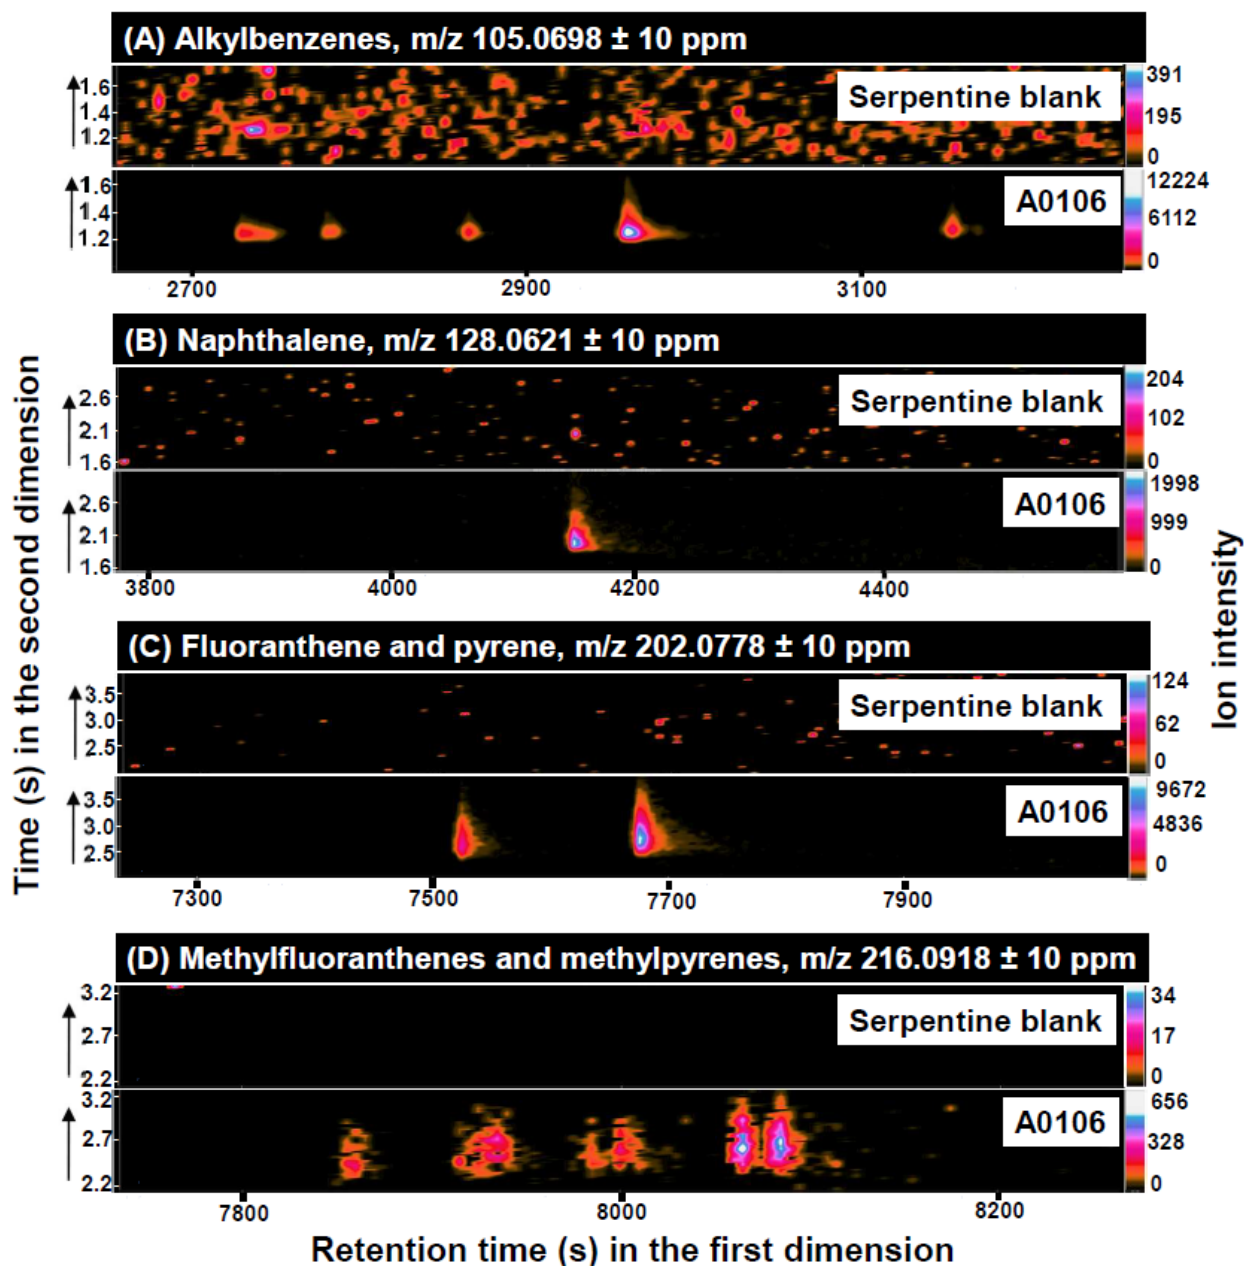 (A) Alkylbenzenes, m/z 105.0698 ± 10 ppm
1.6
1.4
1.2
Serpentine blank
391
195
0
1.6
1.4
1.2
A0106
12224
6112
0
2700 2900 3100
(B) Naphthalene, m/z 128.0621 ± 10 ppm
2.6
2.1
1.6
Serpentine blank
204
102
0
2.6
2.1
1.6
A0106
1998
999
0
3800 4000 4200 4400
(C) Fluoranthene and pyrene, m/z 202.0778 ± 10 ppm
3.5
3.0
2.5
Serpentine blank
124
62
0
3.5
3.0
2.5
A0106
9672
4836
0
7300 7500 7700 7900
(D) Methylfluoranthenes and methylpyrenes, m/z 216.0918 ± 10 ppm
3.2
2.7
2.2
Serpentine blank
34
17
0
3.2
2.7
2.2
A0106
656
328
0
7800 8000 8200
Retention time (s) in the first dimension
Time (s) in the second dimension
Ion intensity